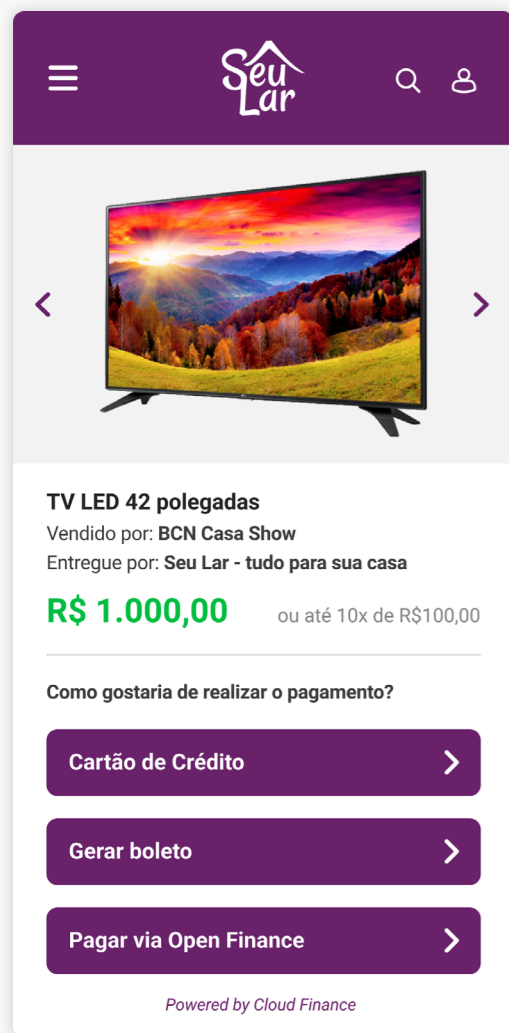 Seu
Lar
TV LED 42 polegadas
Vendido por: BCN Casa Show
Entregue por: Seu Lar - tudo para sua casa
R$ 1.000,00 ou até 10x de R$100,00
Como gostaria de realizar o pagamento?
Cartão de Crédito
Gerar boleto
Pagar via Open Finance
Powered by Cloud Finance